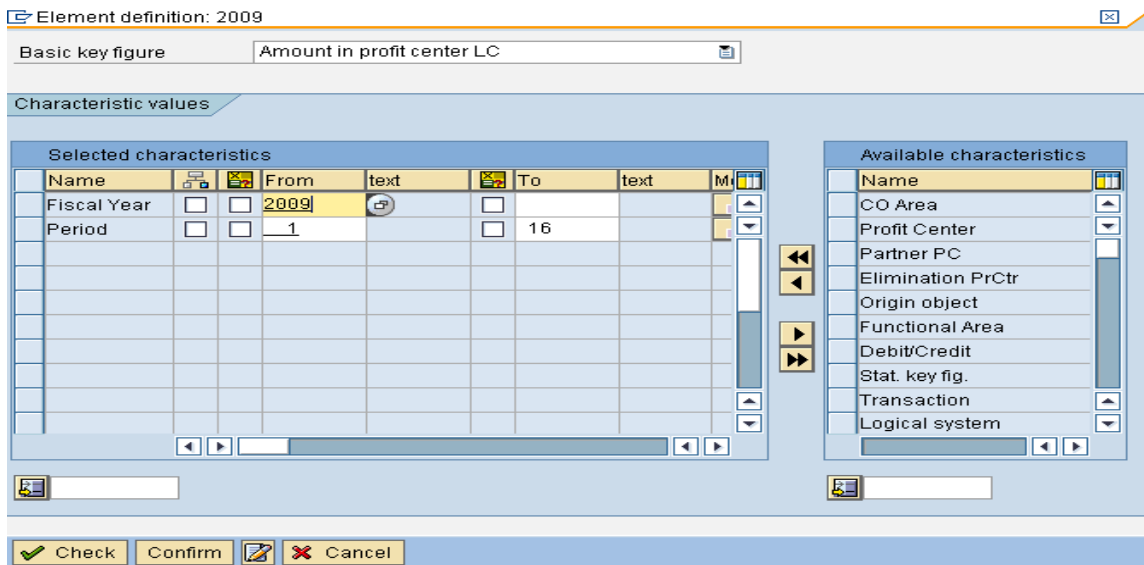 Element definition: 2009
Basic key figure Amount in profit center LC
Characteristic values
Selected characteristics Available characteristics
Name From text To text Name
Fiscal Year 2009 CO Area
Period 1 16 Profit Center
Partner PC
Elimination PrCtr
Origin object
Functional Area
Debit/Credit
Stat. key fig.
Transaction
Logical system
Check Confirm Cancel